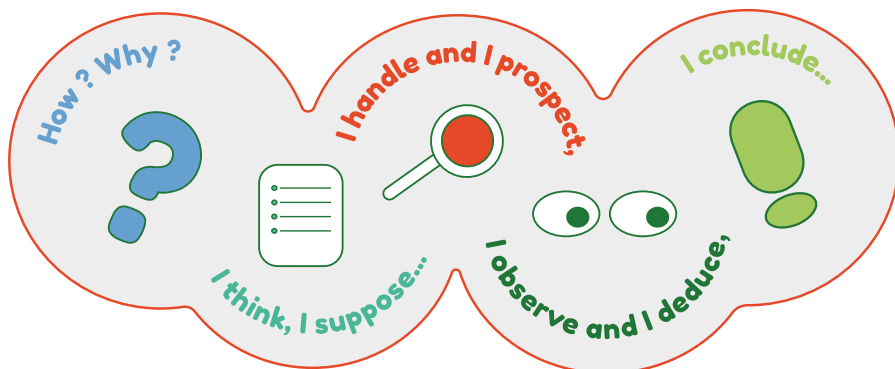 How ? Why ?
I think, I suppose...
I handle and I prospect,
I observe and I deduce,
I conclude...